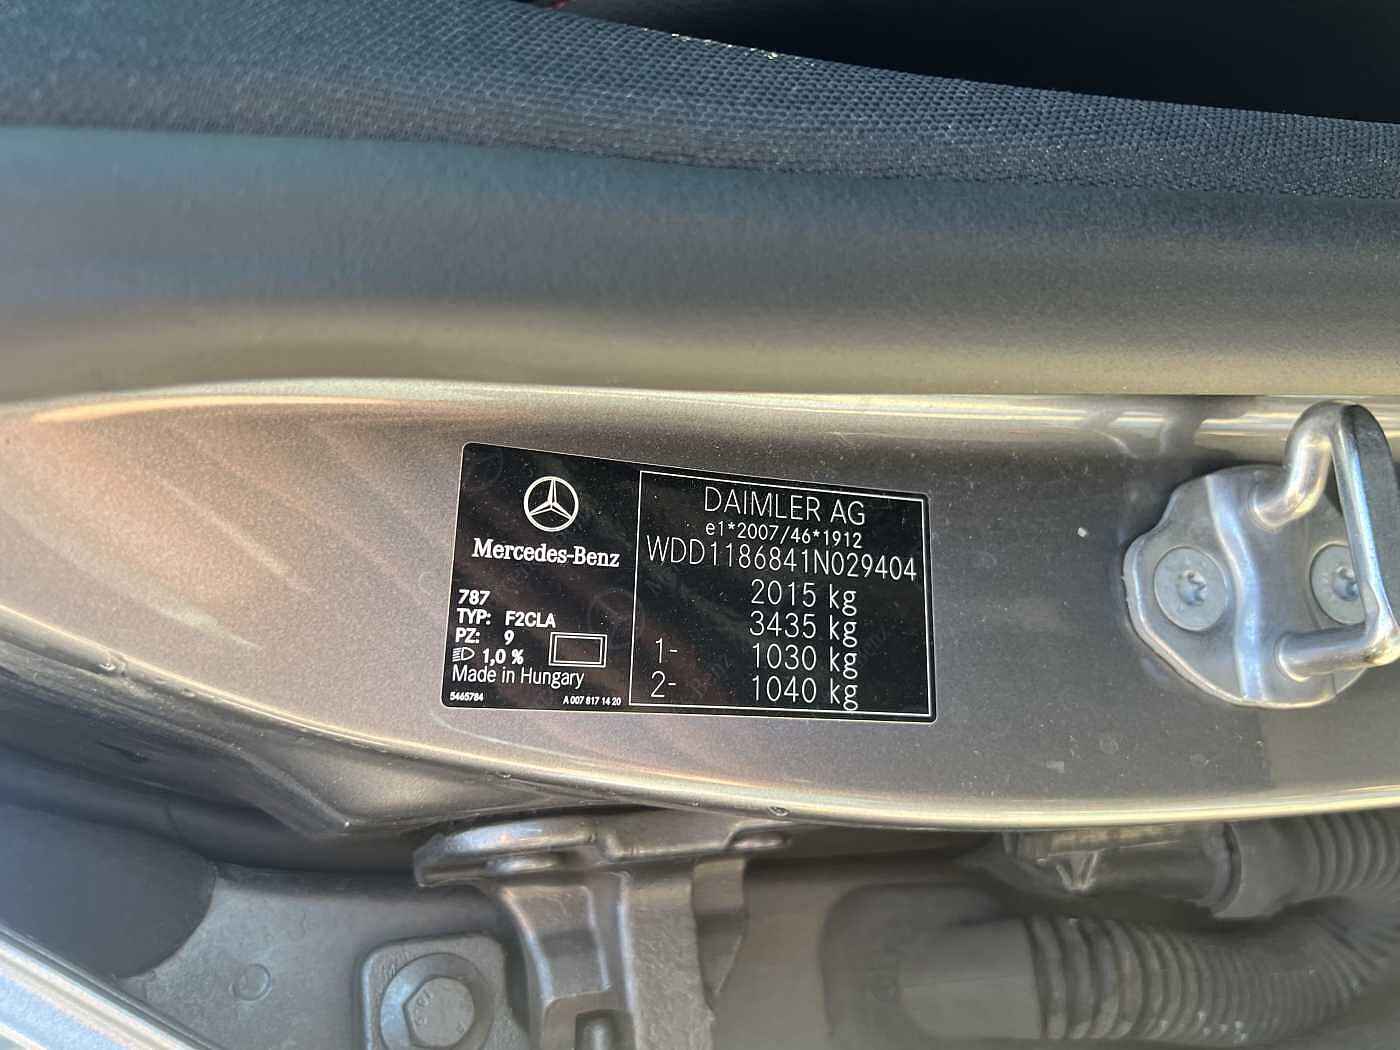 Mercedes-Benz
787
TYP: F2CLA
PZ: 9
1,0 %
Made in Hungary
5465784
A 007 817 14 20
DAIMLER AG
e1*2007/46*1912
WDD1186841N029404
2015 kg
3435 kg
1- 1030 kg
2- 1040 kg